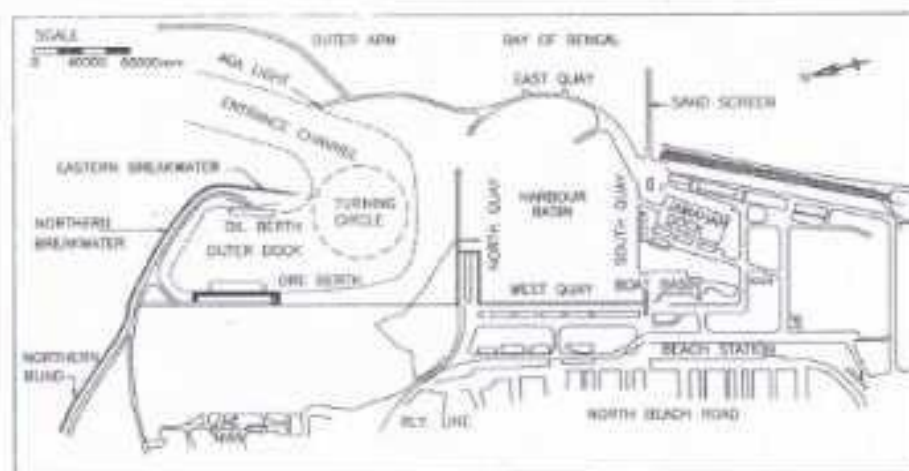 SCALE
OUTER ARM
BAY OF BENGAL
EAST QUAY
SAND SCREEN
ENTRANCE CHANNEL
EASTERN BREAKWATER
NORTHERN
BREAKWATER
OIL BERTH
OUTER DOCK
TURNING
CIRCLE
ORE BERTH
NORTH QUAY
HARBOUR
BASIN
SOUTH QUAY
WEST QUAY
BOAT BASIN
BEACH STATION
NORTHERN
BUND
RLY. LINE
NORTH BEACH ROAD